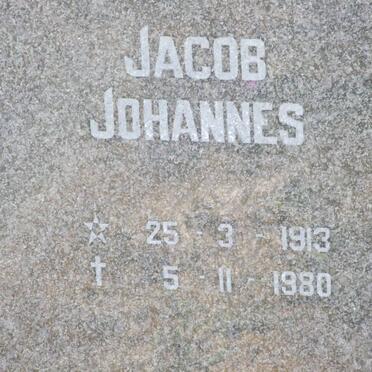 JACOB
JOHANNES
☆ 25 - 3 - 1913
✝ 5 - 11 - 1980